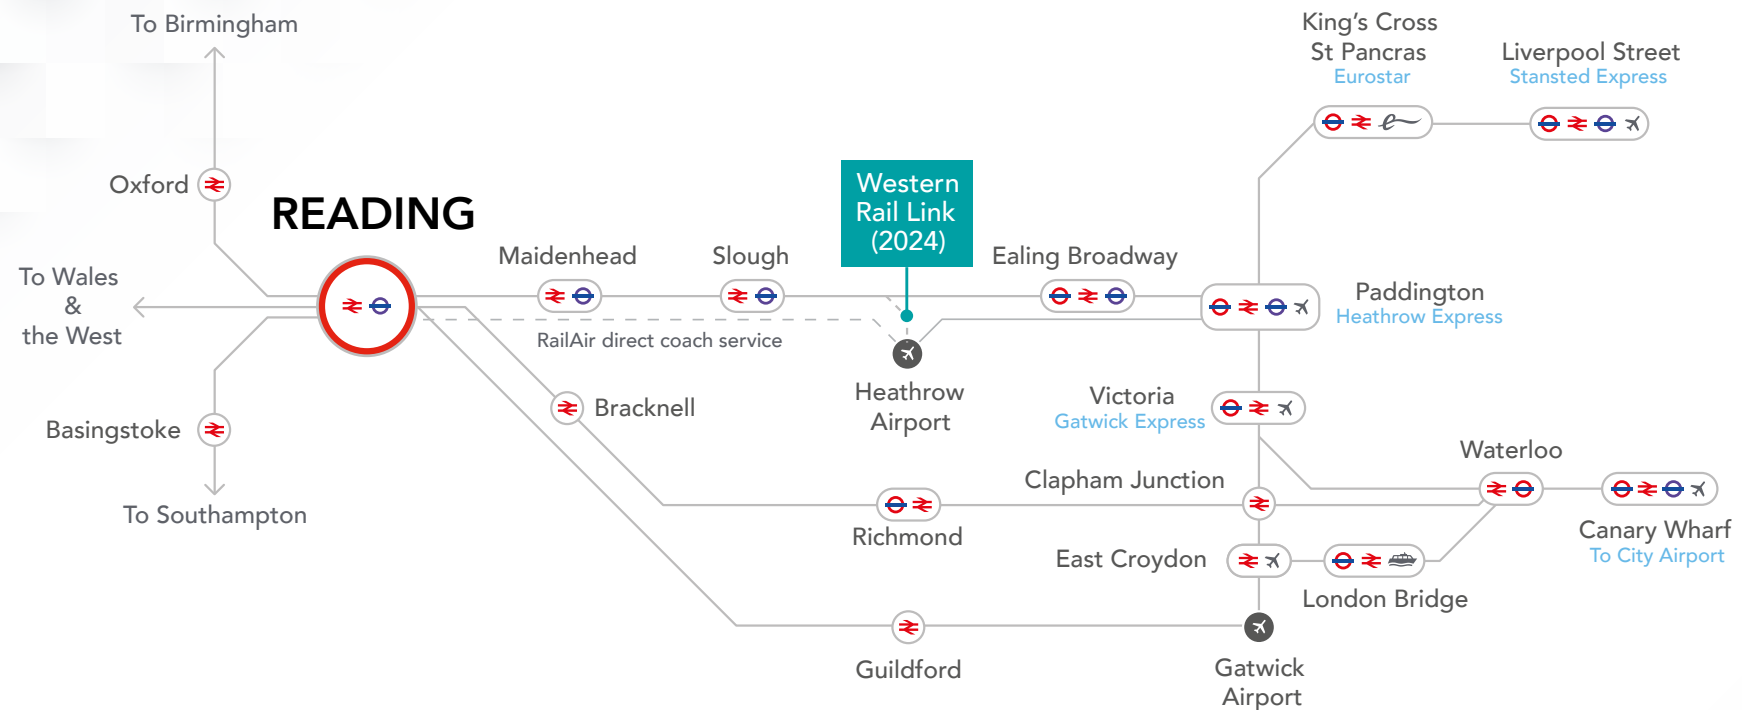 To Birmingham
King's Cross
St Pancras
Eurostar
Liverpool Street
Stansted Express
Oxford
READING
Western
Rail Link
(2024)
Maidenhead
Slough
Ealing Broadway
To Wales
&
the West
Paddington
Heathrow Express
RailAir direct coach service
Heathrow
Airport
Bracknell
Victoria
Gatwick Express
Basingstoke
Waterloo
Clapham Junction
To Southampton
Richmond
Canary Wharf
To City Airport
East Croydon
London Bridge
Guildford
Gatwick
Airport